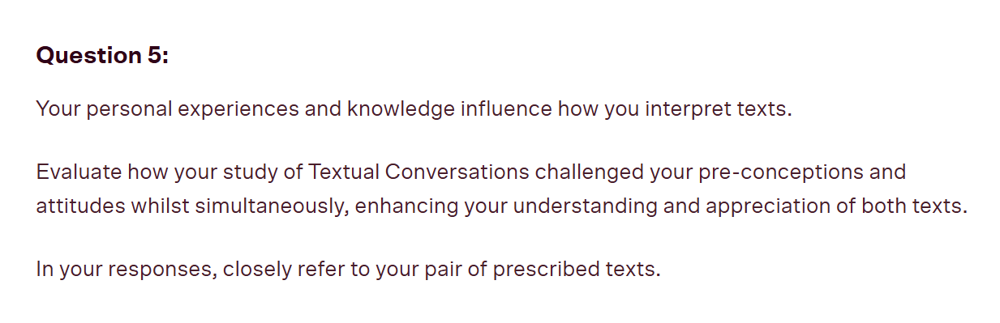 Question 5:
Your personal experiences and knowledge influence how you interpret texts.
Evaluate how your study of Textual Conversations challenged your pre-conceptions and
attitudes whilst simultaneously, enhancing your understanding and appreciation of both texts.
In your responses, closely refer to your pair of prescribed texts.